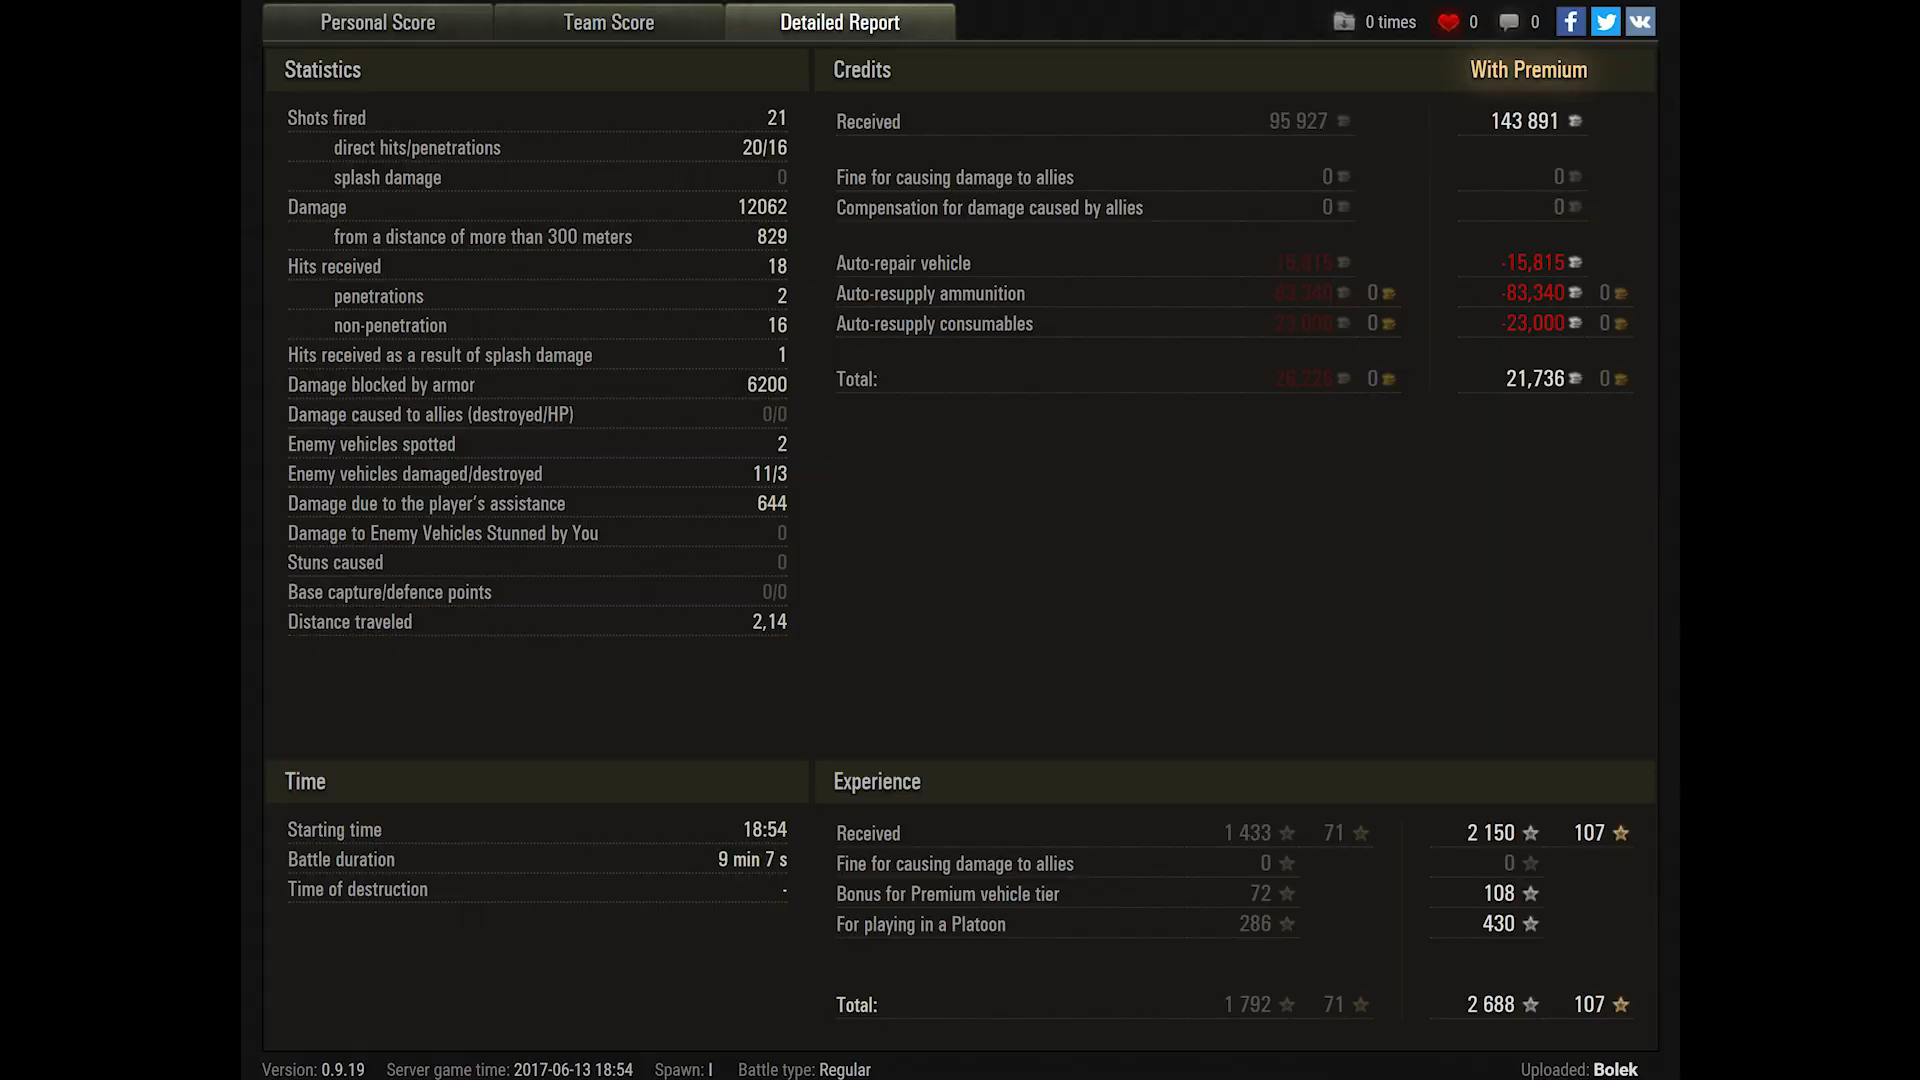 Personal Score Team Score Detailed Report 0 times 0 0
Statistics
Shots fired 21
direct hits/penetrations 20/16
splash damage 0
Damage 12062
from a distance of more than 300 meters 829
Hits received 18
penetrations 2
non-penetration 16
Hits received as a result of splash damage 1
Damage blocked by armor 6200
Damage caused to allies (destroyed/HP) 0/0
Enemy vehicles spotted 2
Enemy vehicles damaged/destroyed 11/3
Damage due to the player's assistance 644
Damage to Enemy Vehicles Stunned by You 0
Stuns caused 0
Base capture/defence points 0/0
Distance traveled 2,14
Credits With Premium
Received 95 927 143 891
Fine for causing damage to allies 0 0
Compensation for damage caused by allies 0 0
Auto-repair vehicle -15,815 -15,815
Auto-resupply ammunition -83,340 0 -83,340 0
Auto-resupply consumables -23,000 0 -23,000 0
Total: 0 21,736 0
Time
Starting time 18:54
Battle duration 9 min 7 s
Time of destruction -
Experience
Received 1 433 71 2 150 107
Fine for causing damage to allies 0 0
Bonus for Premium vehicle tier 72 108
For playing in a Platoon 286 430
Total: 1 792 71 2 688 107
Version: 0.9.19 Server game time: 2017-06-13 18:54 Spawn: I Battle type: Regular Uploaded: Bolek